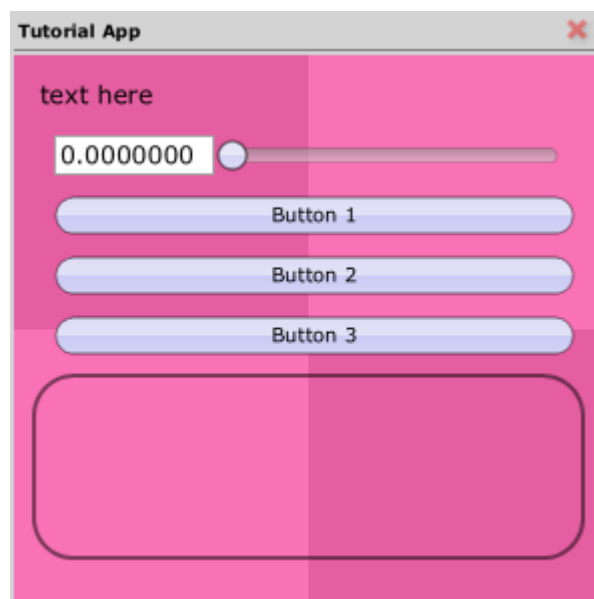 Tutorial App
text here
0.0000000
Button 1
Button 2
Button 3